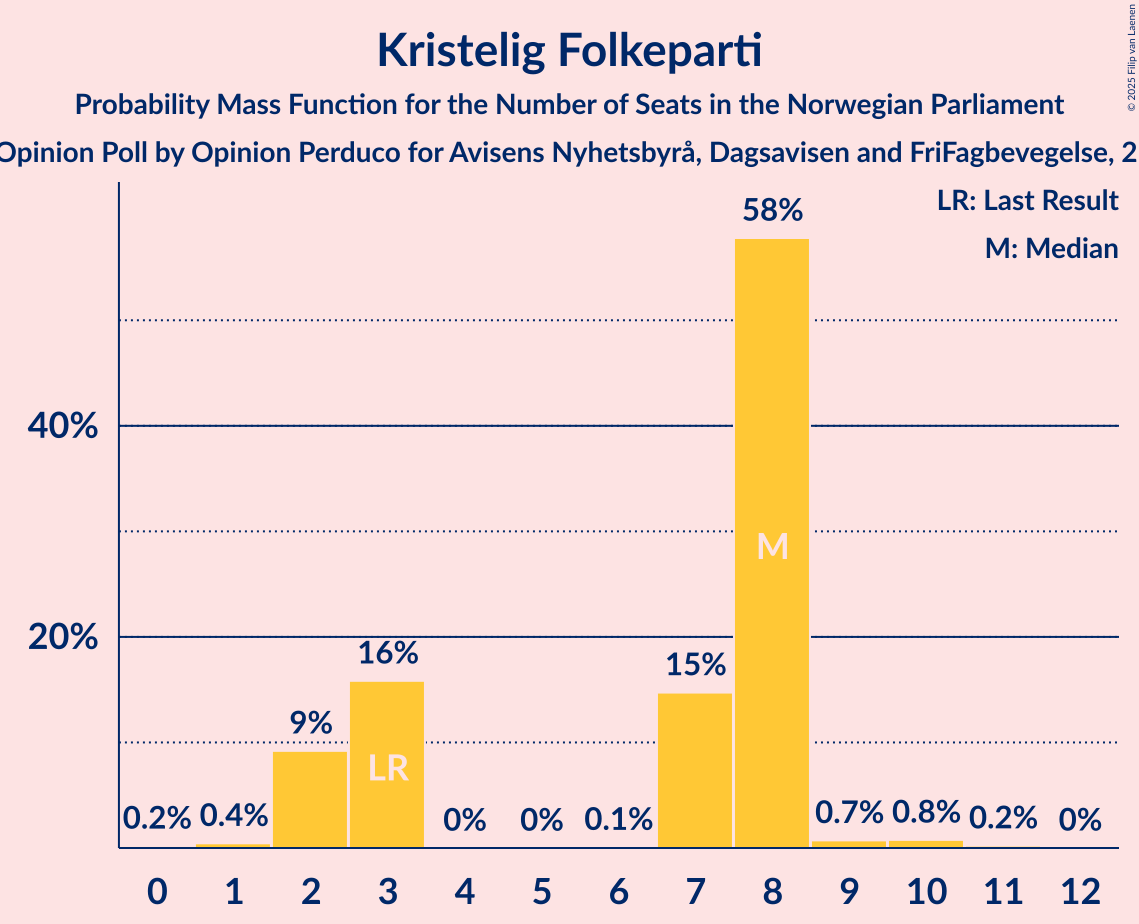 Kristelig Folkeparti
Probability Mass Function for the Number of Seats in the Norwegian Parliament
Opinion Poll by Opinion Perduco for Avisens Nyhetsbyrå, Dagsavisen and FriFagbevegelse, 2
© 2025 Filip van Laenen
LR: Last Result
M: Median
58%
40%
M
20%
16%
15%
9%
LR
0.2% 0.4% 0% 0% 0.1% 0.7% 0.8% 0.2% 0%
0 1 2 3 4 5 6 7 8 9 10 11 12